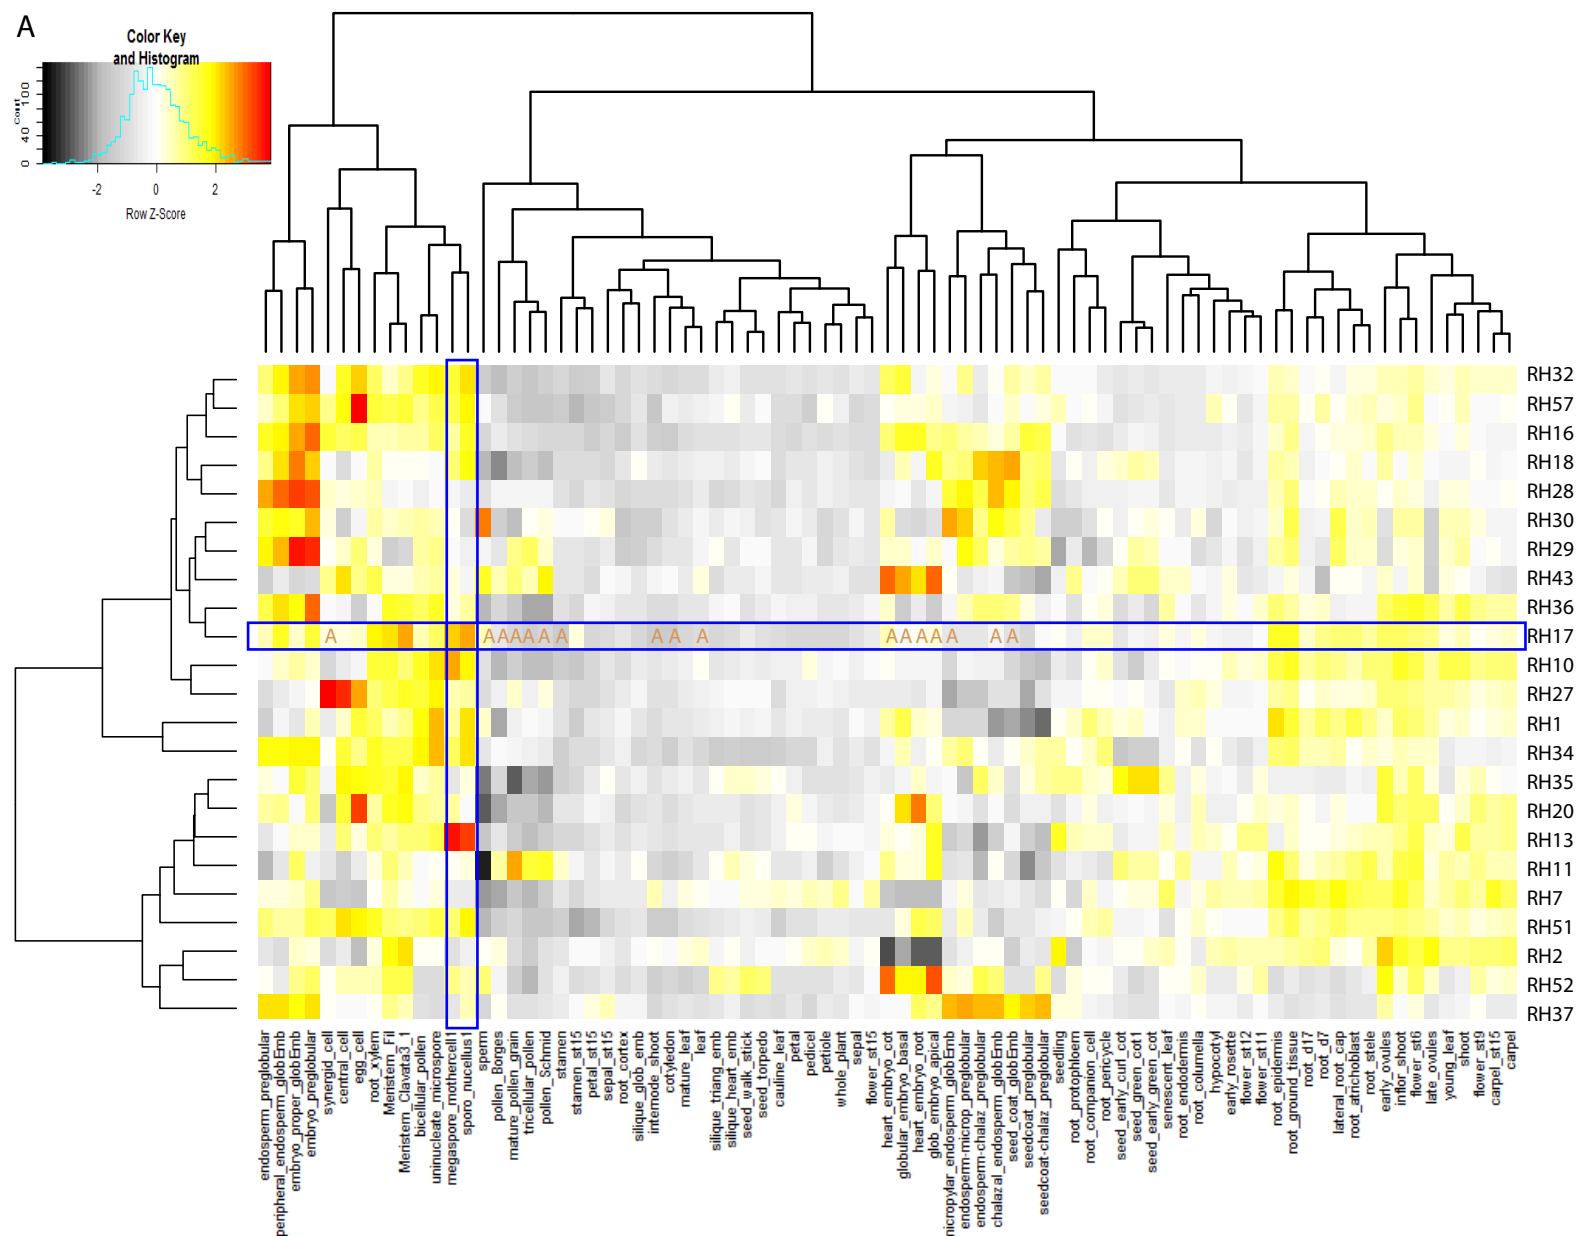 A
Color Key
and Histogram
Count
0 40 100
-2 0 2
Row Z-Score
RH32
RH57
RH16
RH18
RH28
RH30
RH29
RH43
RH36
A A A A A A A A A A A A A A A A A
RH17
RH10
RH27
RH1
RH34
RH35
RH20
RH13
RH11
RH7
RH51
RH2
RH52
RH37
endosperm_preglobular
peripheral_endosperm_globEmb
embryo_proper_globEmb
embryo_preglobular
synergid_cell
central_cell
egg_cell
root_xylem
Meristem_Fil
Meristem_Clavata3_1
bicellular_pollen
uninucleate_microspore
megaspore_mothercell1
sporo_nucellus1
sperm
pollen_Borges
mature_pollen_grain
tricellular_pollen
pollen_Schmid
stamen
stamen_st15
petal_st15
sepal_st15
root_cortex
silique_glob_emb
internode_shoot
cotyledon
mature_leaf
leaf
silique_triang_emb
silique_heart_emb
seed_walk_stick
seed_torpedo
cauline_leaf
petal
pedicel
petiole
whole_plant
sepal
flower_st15
heart_embryo_cot
globular_embryo_basal
heart_embryo_root
glob_embryo_apical
micropylar_endosperm_globEmb
endosperm-microp_preglobular
endosperm-chalaz_preglobular
chalazal_endosperm_globEmb
seed_coat_globEmb
seedcoat_preglobular
seedcoat-chalaz_preglobular
seedling
root_protophloem
root_companion_cell
root_pericycle
seed_early_curl_cot
seed_green_cot1
seed_early_green_cot
senescent_leaf
root_endodermis
root_columella
hypocotyl
early_rosette
flower_st12
flower_st11
root_epidermis
root_ground_tissue
root_d17
root_d7
lateral_root_cap
root_atrichoblast
root_stele
early_ovules
inflor_shoot
flower_st6
late_ovules
young_leaf
shoot
flower_st9
carpel_st15
carpel